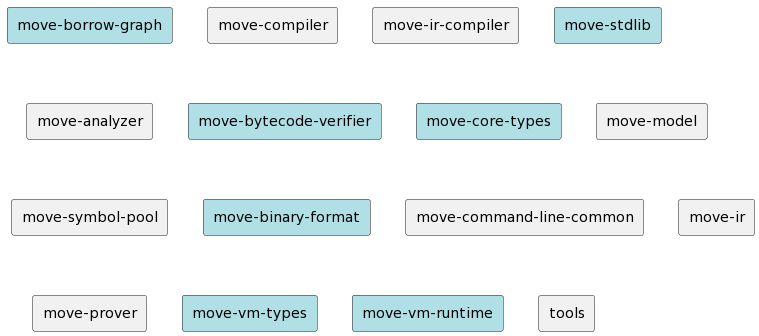 move-borrow-graph
move-compiler
move-ir-compiler
move-stdlib
move-analyzer
move-bytecode-verifier
move-core-types
move-model
move-symbol-pool
move-binary-format
move-command-line-common
move-ir
move-prover
move-vm-types
move-vm-runtime
tools